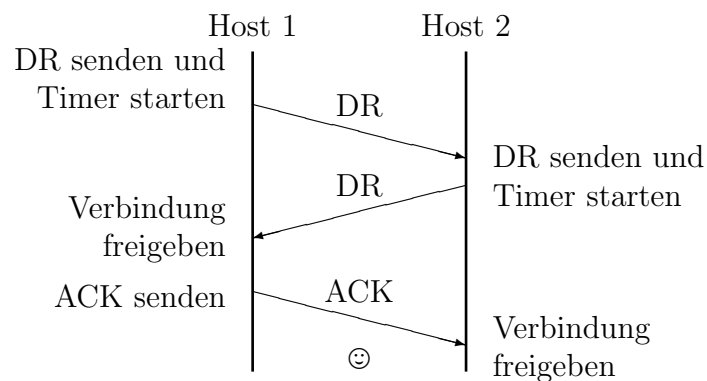 Host 1
Host 2
DR senden und
Timer starten
DR
DR senden und
Timer starten
DR
Verbindung
freigeben
ACK senden
ACK
Verbindung
freigeben